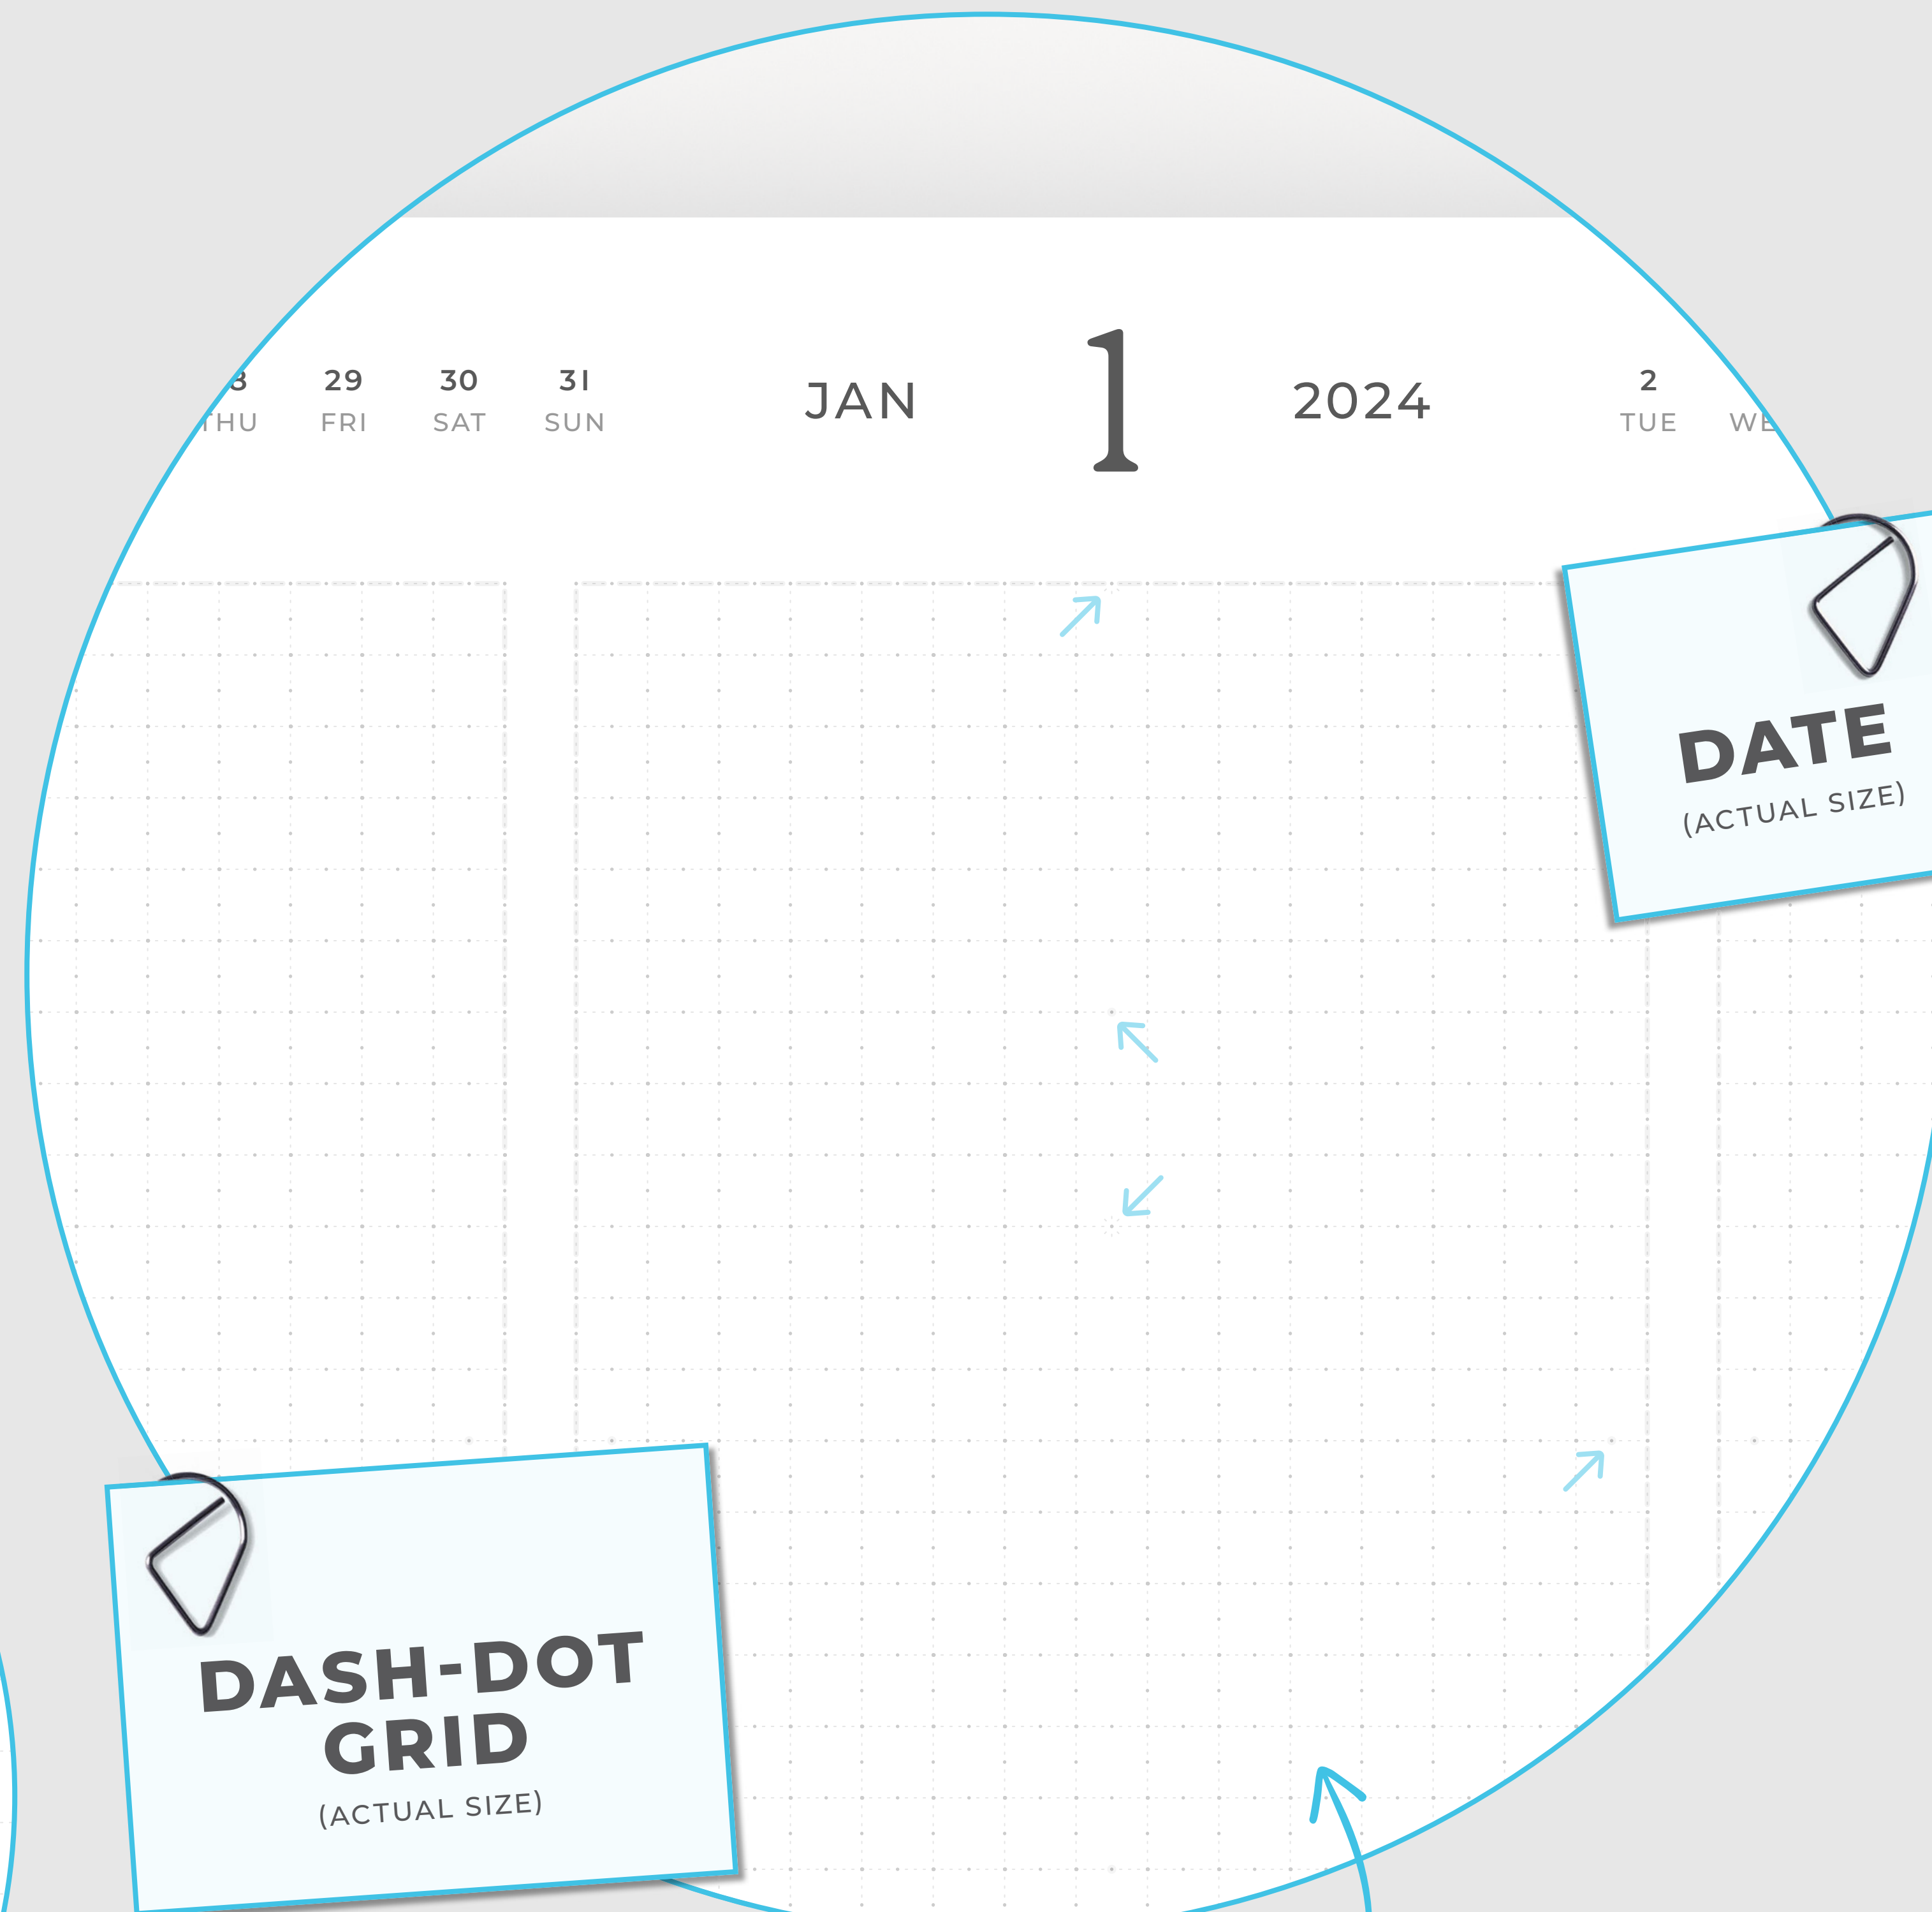 29 30 31 JAN 1 2024 2
THU FRI SAT SUN TUE
DATE
(ACTUAL SIZE)
DASH-DOT
GRID
(ACTUAL SIZE)